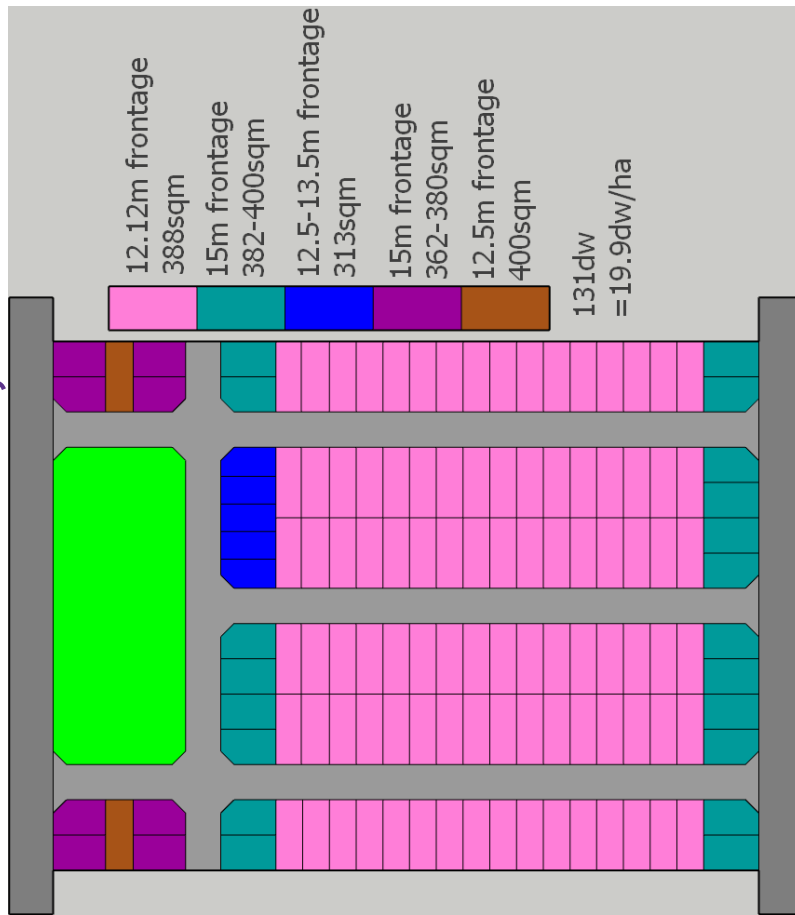 12.12m frontage
388sqm
15m frontage
382-400sqm
12.5-13.5m frontage
313sqm
15m frontage
362-380sqm
12.5m frontage
400sqm
131dw
=19.9dw/ha